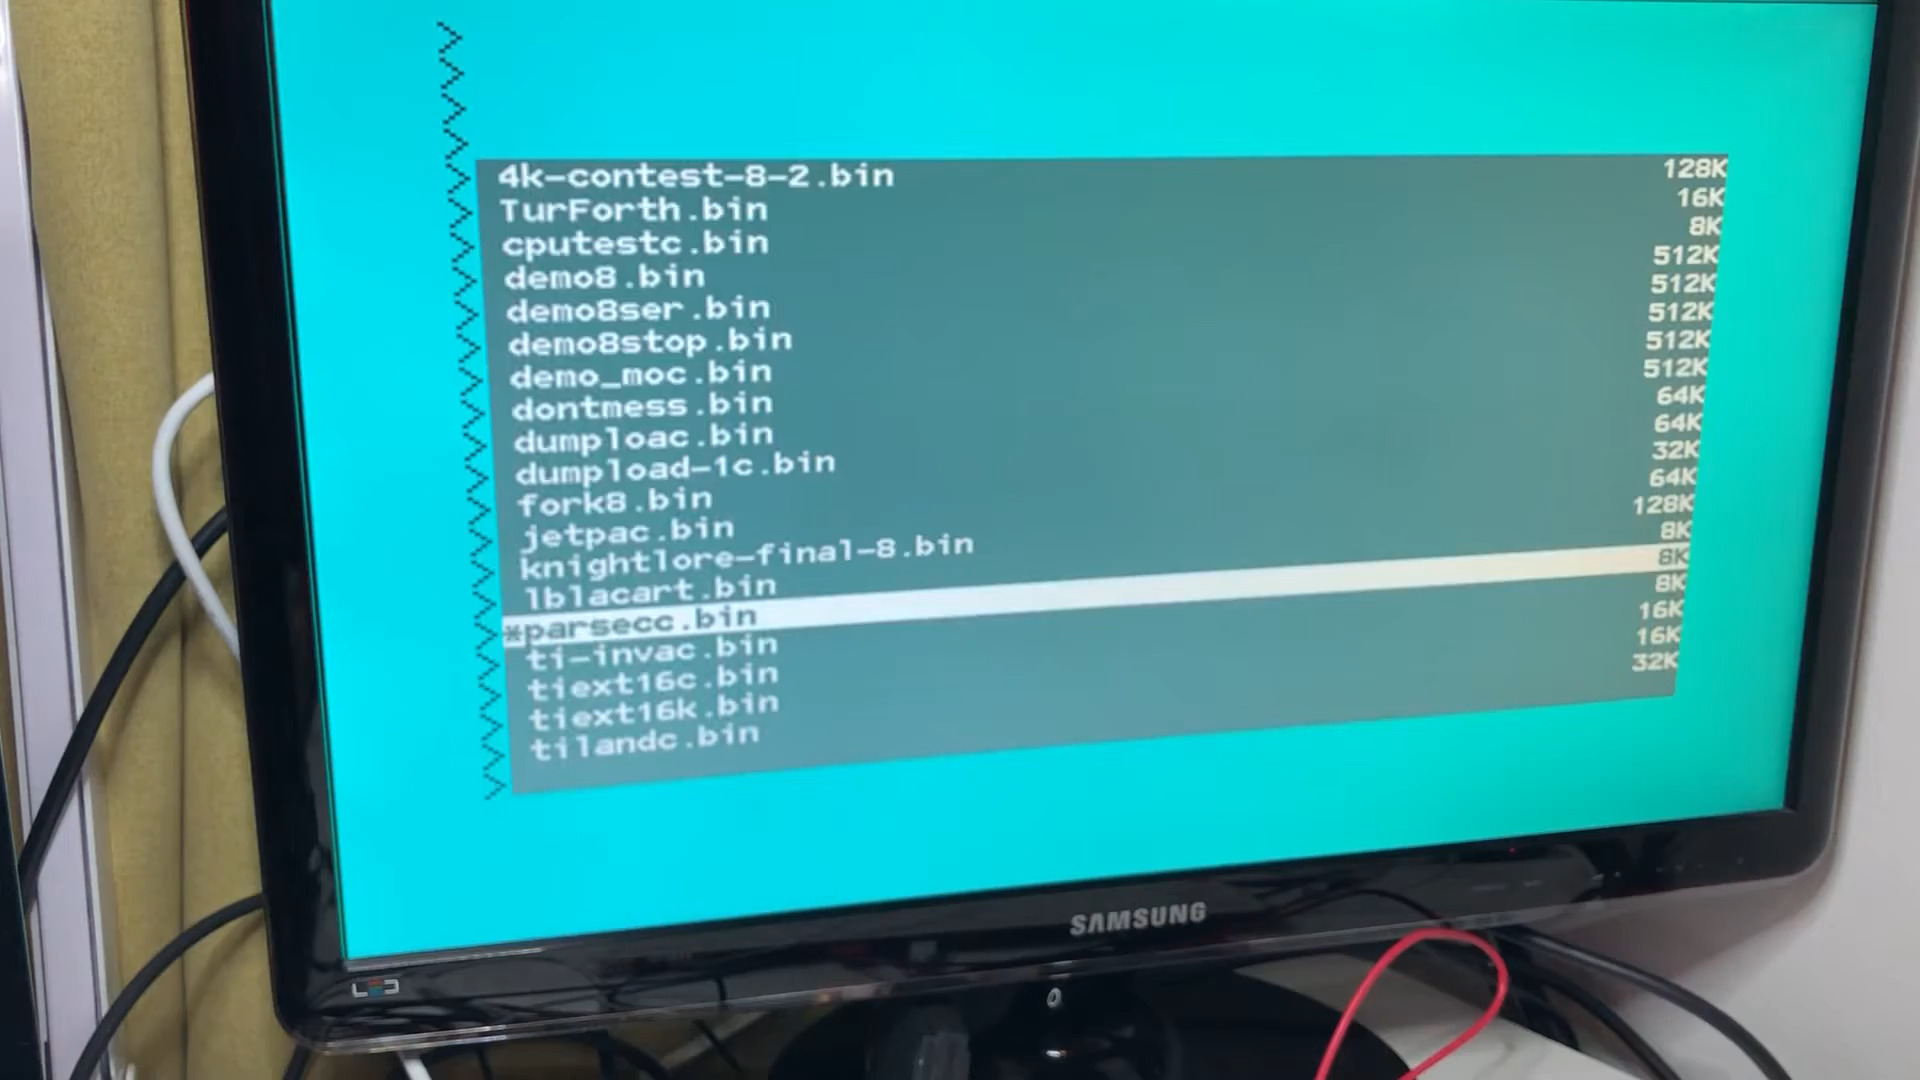 4k-contest-8-2.bin 128K
TurForth.bin 16K
cputestc.bin 8K
demo8.bin 512K
demo8ser.bin 512K
demo8stop.bin 512K
demo_moc.bin 512K
dontmess.bin 512K
dumploac.bin 64K
dumpload-1c.bin 64K
fork8.bin 32K
jetpac.bin 64K
knightlore-final-8.bin 128K
lblacart.bin 8K
*parsecc.bin 8K
ti-invac.bin 8K
tiext16c.bin 16K
tiext16k.bin 16K
tilandc.bin 32K
SAMSUNG
LED